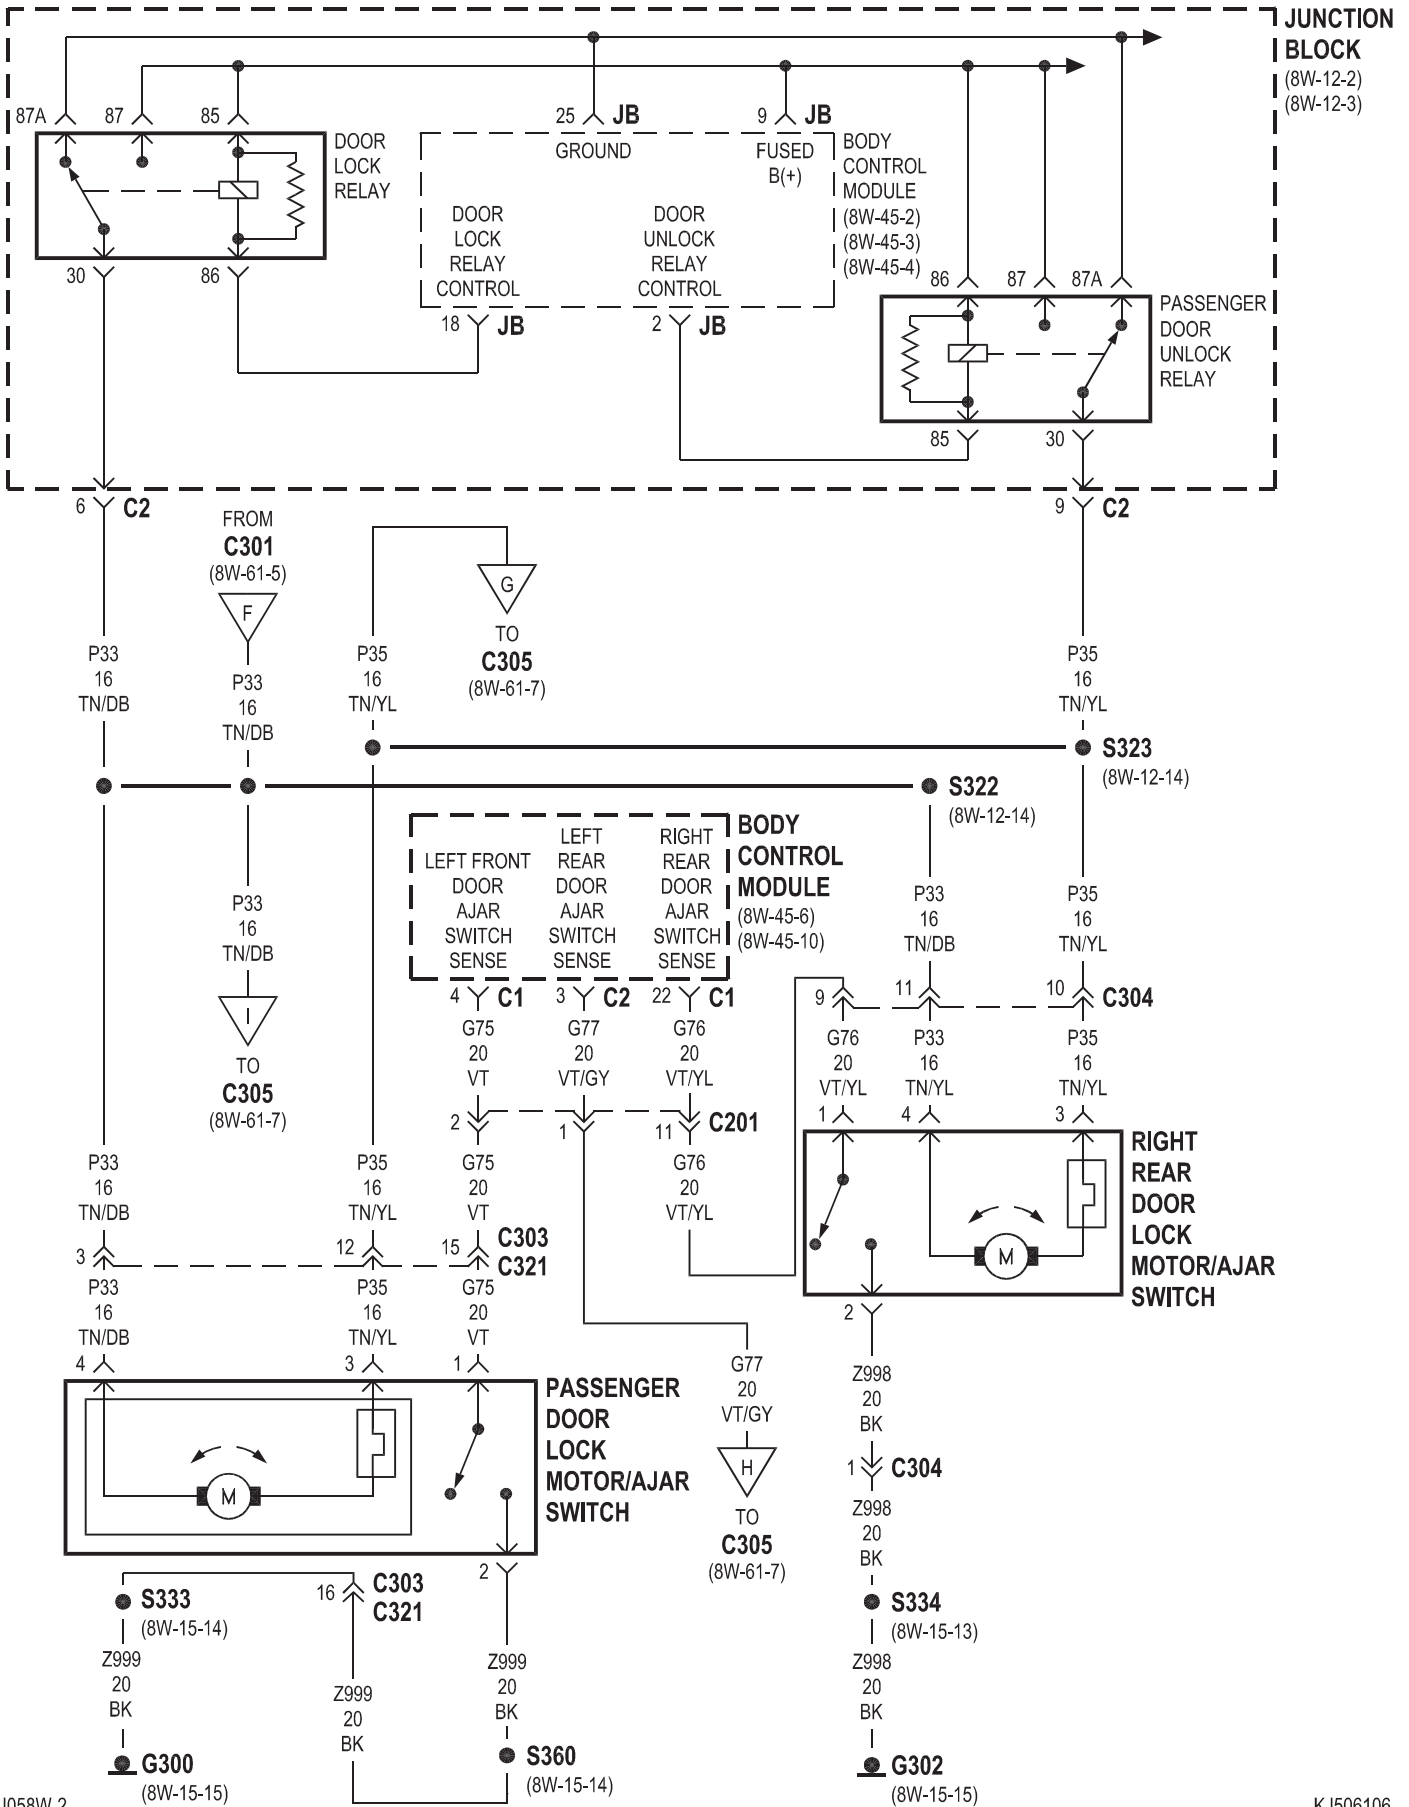 JUNCTION
BLOCK
(8W-12-2)
(8W-12-3)
87A
87
85
25
JB
9
JB
DOOR
LOCK
RELAY
GROUND
FUSED
B(+)
BODY
CONTROL
MODULE
(8W-45-2)
(8W-45-3)
(8W-45-4)
DOOR
LOCK
RELAY
CONTROL
DOOR
UNLOCK
RELAY
CONTROL
30
86
18
JB
2
JB
86
87
87A
PASSENGER
DOOR
UNLOCK
RELAY
85
30
6
C2
9
C2
FROM
C301
(8W-61-5)
F
G
TO
C305
(8W-61-7)
P33
16
TN/DB
P33
16
TN/DB
P35
16
TN/YL
P35
16
TN/YL
S323
(8W-12-14)
S322
(8W-12-14)
LEFT FRONT
DOOR
AJAR
SWITCH
SENSE
LEFT
REAR
DOOR
AJAR
SWITCH
SENSE
RIGHT
REAR
DOOR
AJAR
SWITCH
SENSE
BODY
CONTROL
MODULE
(8W-45-6)
(8W-45-10)
P33
16
TN/DB
P33
16
TN/DB
P35
16
TN/YL
4
C1
3
C2
22
C1
9
11
10
C304
I
TO
C305
(8W-61-7)
G75
20
VT
G77
20
VT/GY
G76
20
VT/YL
G76
20
VT/YL
P33
16
TN/YL
P35
16
TN/YL
2
1
11
C201
1
4
3
RIGHT
REAR
DOOR
LOCK
MOTOR/AJAR
SWITCH
M
P33
16
TN/DB
P35
16
TN/YL
G75
20
VT
G76
20
VT/YL
3
12
15
C303
C321
P33
16
TN/DB
P35
16
TN/YL
G75
20
VT
2
4
3
1
PASSENGER
DOOR
LOCK
MOTOR/AJAR
SWITCH
M
G77
20
VT/GY
H
TO
C305
(8W-61-7)
Z998
20
BK
1
C304
Z998
20
BK
2
S333
(8W-15-14)
16
C303
C321
S334
(8W-15-13)
Z999
20
BK
Z999
20
BK
Z999
20
BK
Z998
20
BK
G300
(8W-15-15)
S360
(8W-15-14)
G302
(8W-15-15)
J058W-2
KJ506106